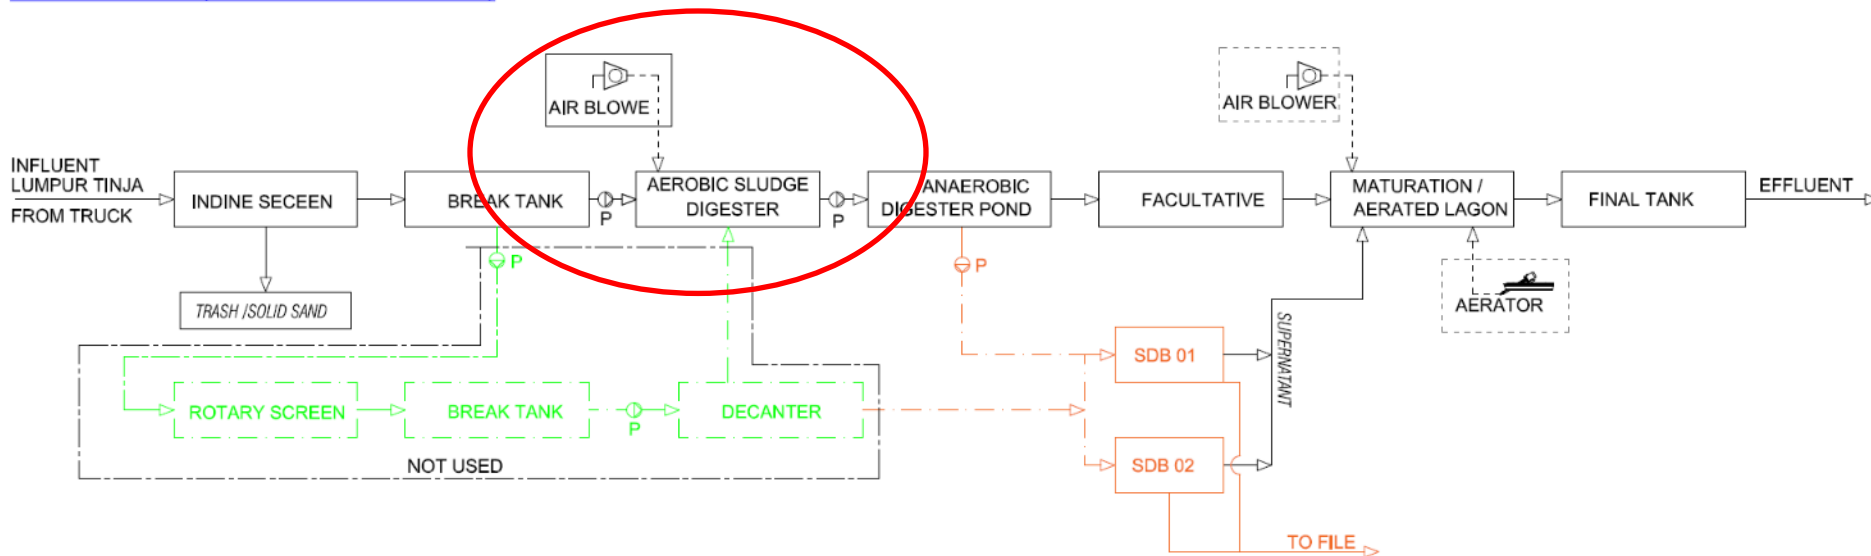 AIR BLOWE
AIR BLOWER
INFLUENT
LUMPUR TINJA
FROM TRUCK
INDINE SECEEN
BREAK TANK
P
AEROBIC SLUDGE
DIGESTER
P
ANAEROBIC
DIGESTER POND
FACULTATIVE
MATURATION /
AERATED LAGON
FINAL TANK
EFFLUENT
P
P
TRASH /SOLID SAND
AERATOR
SUPERNATANT
SDB 01
ROTARY SCREEN
BREAK TANK
P
DECANTER
NOT USED
SDB 02
TO FILE